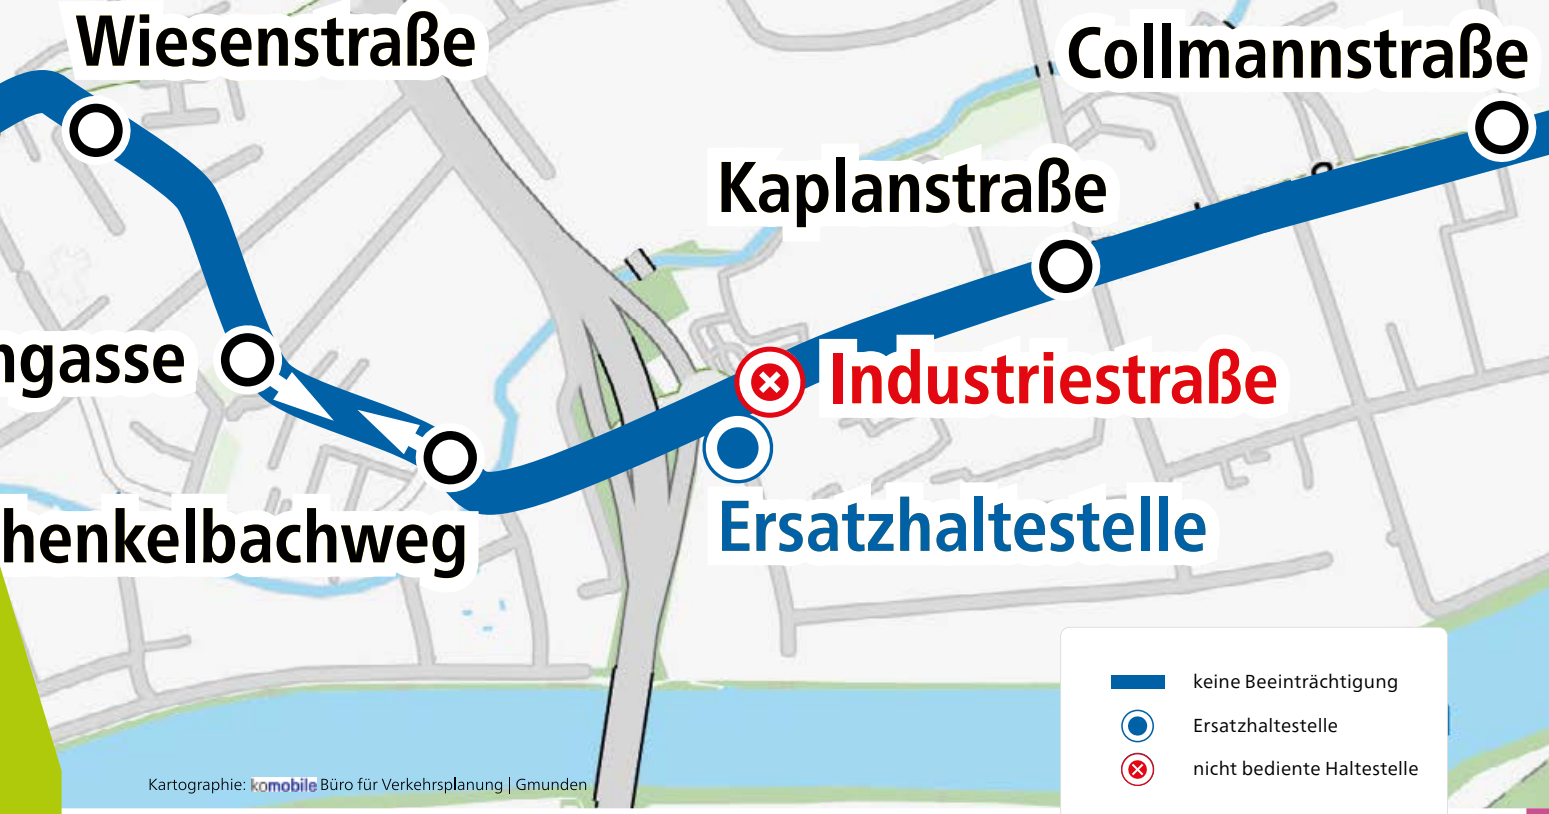 Wiesenstraße
Collmannstraße
Kaplanstraße
ngasse
Industriestraße
henkelbachweg
Ersatzhaltestelle
keine Beeinträchtigung
Ersatzhaltestelle
nicht bediente Haltestelle
Kartographie: komobile Büro für Verkehrsplanung | Gmunden